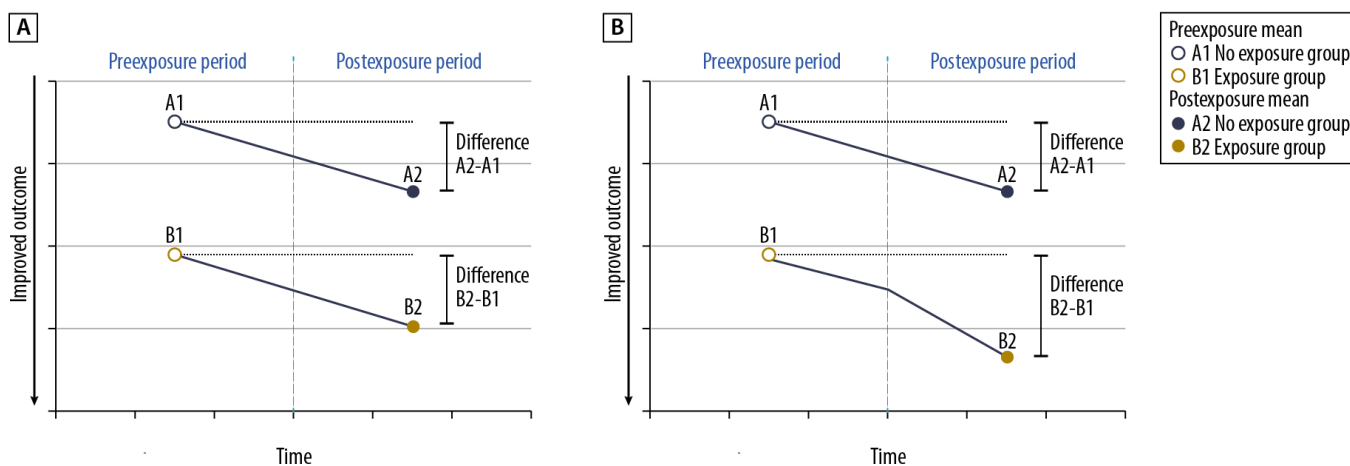 A
Preexposure period
Postexposure period
Improved outcome
A1
A2
Difference
A2-A1
B1
B2
Difference
B2-B1
Time
B
Preexposure period
Postexposure period
Improved outcome
A1
A2
Difference
A2-A1
B1
B2
Difference
B2-B1
Time
Preexposure mean
A1 No exposure group
B1 Exposure group
Postexposure mean
A2 No exposure group
B2 Exposure group